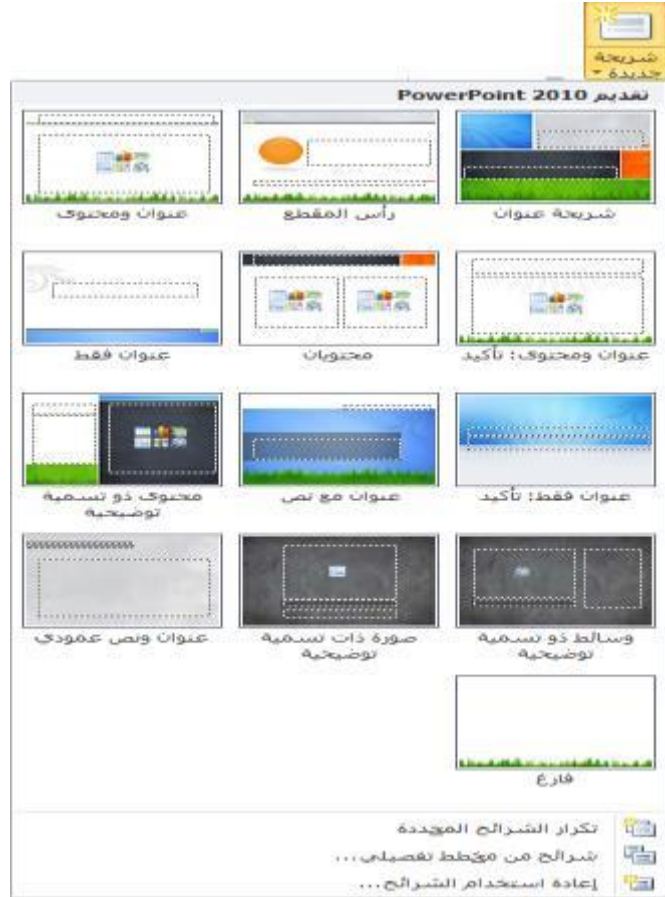 شريحة
جديدة
تقديم PowerPoint 2010
شريحة عنوان
رأس المقطع
عنوان ومحتوى
عنوان ومحتوى: تأكيد
محتويان
عنوان فقط
عنوان فقط: تأكيد
عنوان مع نص
محتوى ذو تسمية
توضيحية
وسائط ذو تسمية
توضيحية
صورة ذات تسمية
توضيحية
عنوان ونص عمودي
فارغ
تكرار الشرائح المحددة
شرائح من مخطط تفصيلي...
إعادة استخدام الشرائح...